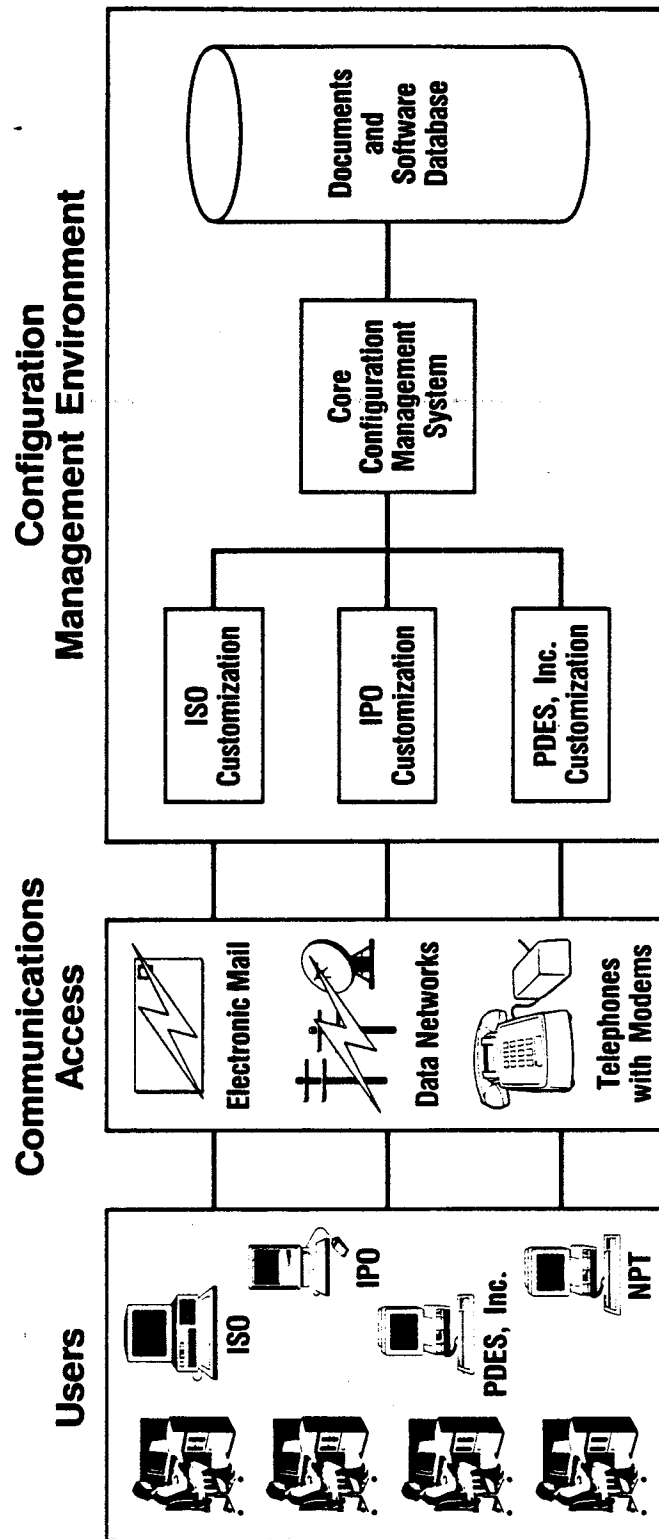 Users
Communications
Access
Configuration
Management Environment
ISO
IPO
PDES, Inc.
NPT
Electronic Mail
Data Networks
Telephones
with Modems
ISO
Customization
IPO
Customization
PDES, Inc.
Customization
Core
Configuration
Management
System
Documents
and
Software
Database